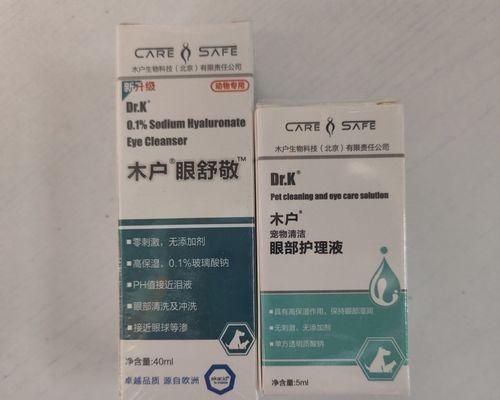 CARE SAFE
木户生物科技（北京）有限责任公司
新升级
动物专用
Dr.K®
0.1% Sodium Hyaluronate
Eye Cleanser
木户®眼舒敬™
零刺激，无添加剂
高保湿，0.1%玻璃酸钠
PH值接近泪液
眼部清洗及冲洗
接近眼球等渗
净含量:40ml
卓越品质 源自欧洲
CARE SAFE
木户生物科技（北京）有限责任公司
Dr.K®
Pet cleaning and eye care solution
木户®
宠物清洁
眼部护理液
具有高保湿作用，保持眼部湿润
无刺激，无添加剂
单方透明质酸钠
净含量:5ml